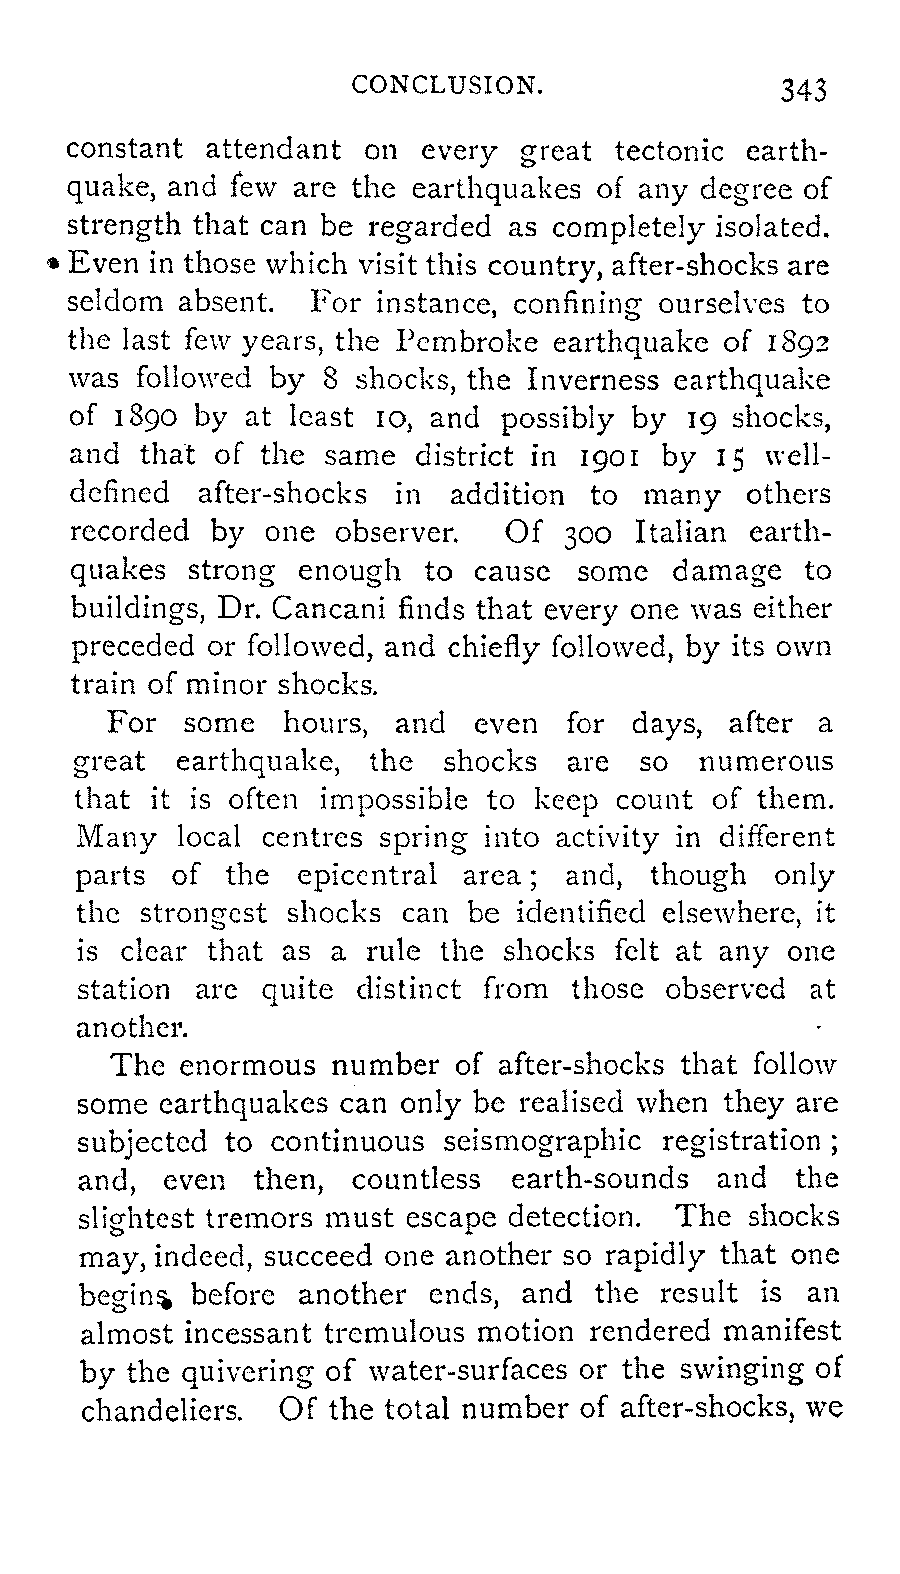 CONCLUSION. 343
constant attendant on every great tectonic earth-
quake, and few are the earthquakes of any degree of
strength that can be regarded as completely isolated.
Even in those which visit this country, after-shocks are
seldom absent. For instance, confining ourselves to
the last few years, the Pembroke earthquake of 1892
was followed by 8 shocks, the Inverness earthquake
of 1890 by at least 10, and possibly by 19 shocks,
and that of the same district in 1901 by 15 well-
defined after-shocks in addition to many others
recorded by one observer. Of 300 Italian earth-
quakes strong enough to cause some damage to
buildings, Dr. Cancani finds that every one was either
preceded or followed, and chiefly followed, by its own
train of minor shocks.
For some hours, and even for days, after a
great earthquake, the shocks are so numerous
that it is often impossible to keep count of them.
Many local centres spring into activity in different
parts of the epicentral area; and, though only
the strongest shocks can be identified elsewhere, it
is clear that as a rule the shocks felt at any one
station are quite distinct from those observed at
another.
The enormous number of after-shocks that follow
some earthquakes can only be realised when they are
subjected to continuous seismographic registration;
and, even then, countless earth-sounds and the
slightest tremors must escape detection. The shocks
may, indeed, succeed one another so rapidly that one
begins before another ends, and the result is an
almost incessant tremulous motion rendered manifest
by the quivering of water-surfaces or the swinging of
chandeliers. Of the total number of after-shocks, we